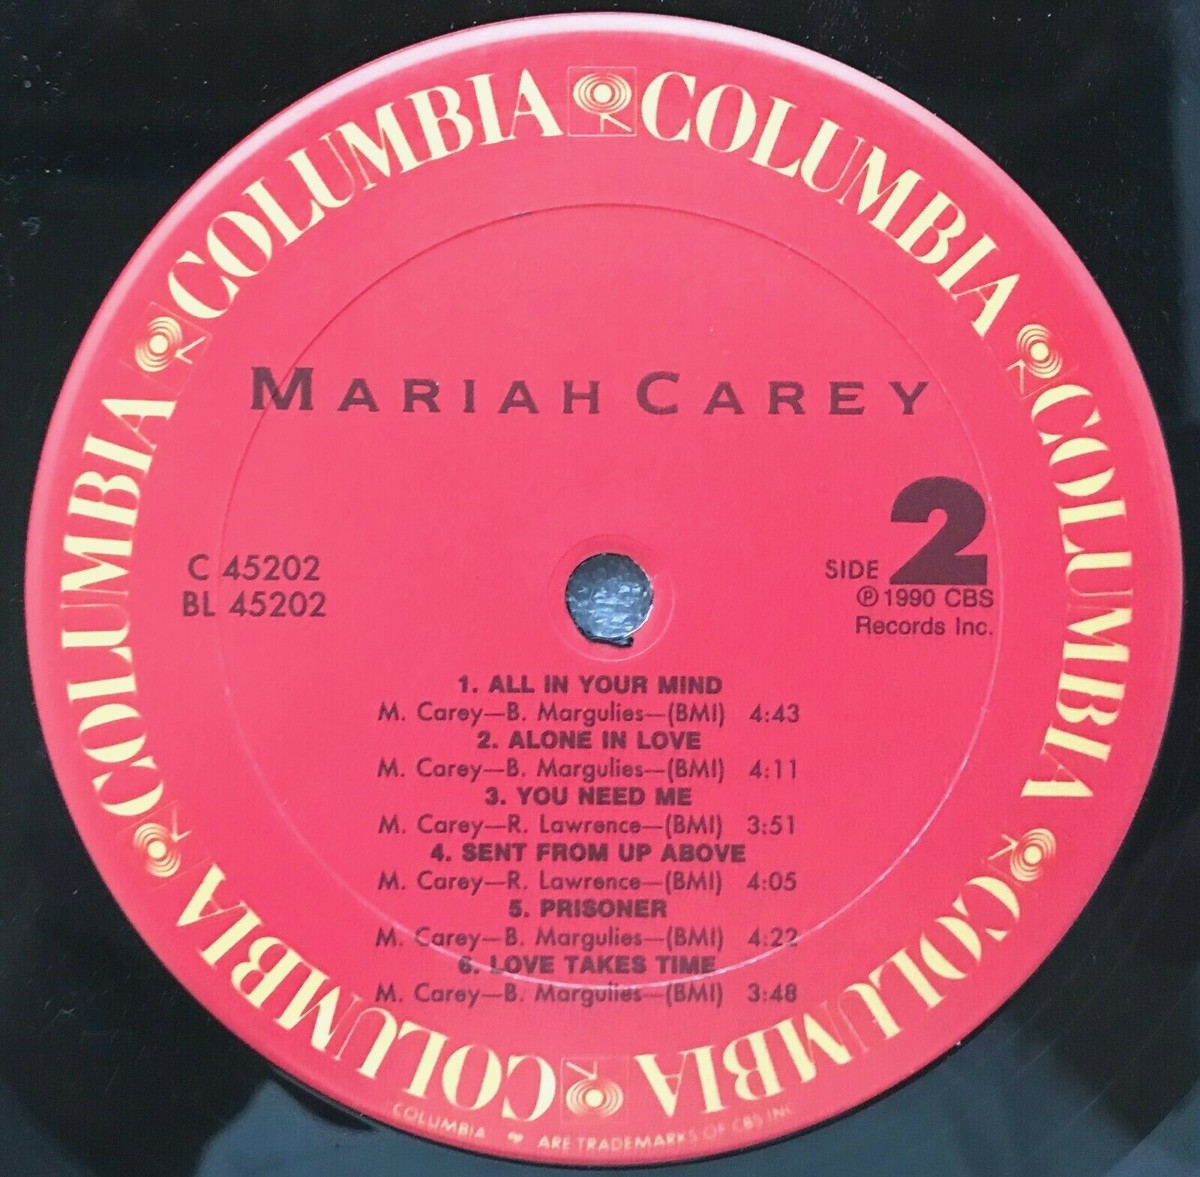 COLUMBIA COLUMBIA COLUMBIA COLUMBIA COLUMBIA COLUMBIA
MARIAH CAREY
SIDE 2
C 45202
BL 45202
℗ 1990 CBS
Records Inc.
1. ALL IN YOUR MIND
M. Carey—B. Margulies—(BMI) 4:43
2. ALONE IN LOVE
M. Carey—B. Margulies—(BMI) 4:11
3. YOU NEED ME
M. Carey—R. Lawrence—(BMI) 3:51
4. SENT FROM UP ABOVE
M. Carey—R. Lawrence—(BMI) 4:05
5. PRISONER
M. Carey—B. Margulies—(BMI) 4:22
6. LOVE TAKES TIME
M. Carey—B. Margulies—(BMI) 3:48
COLUMBIA ARE TRADEMARKS OF CBS INC